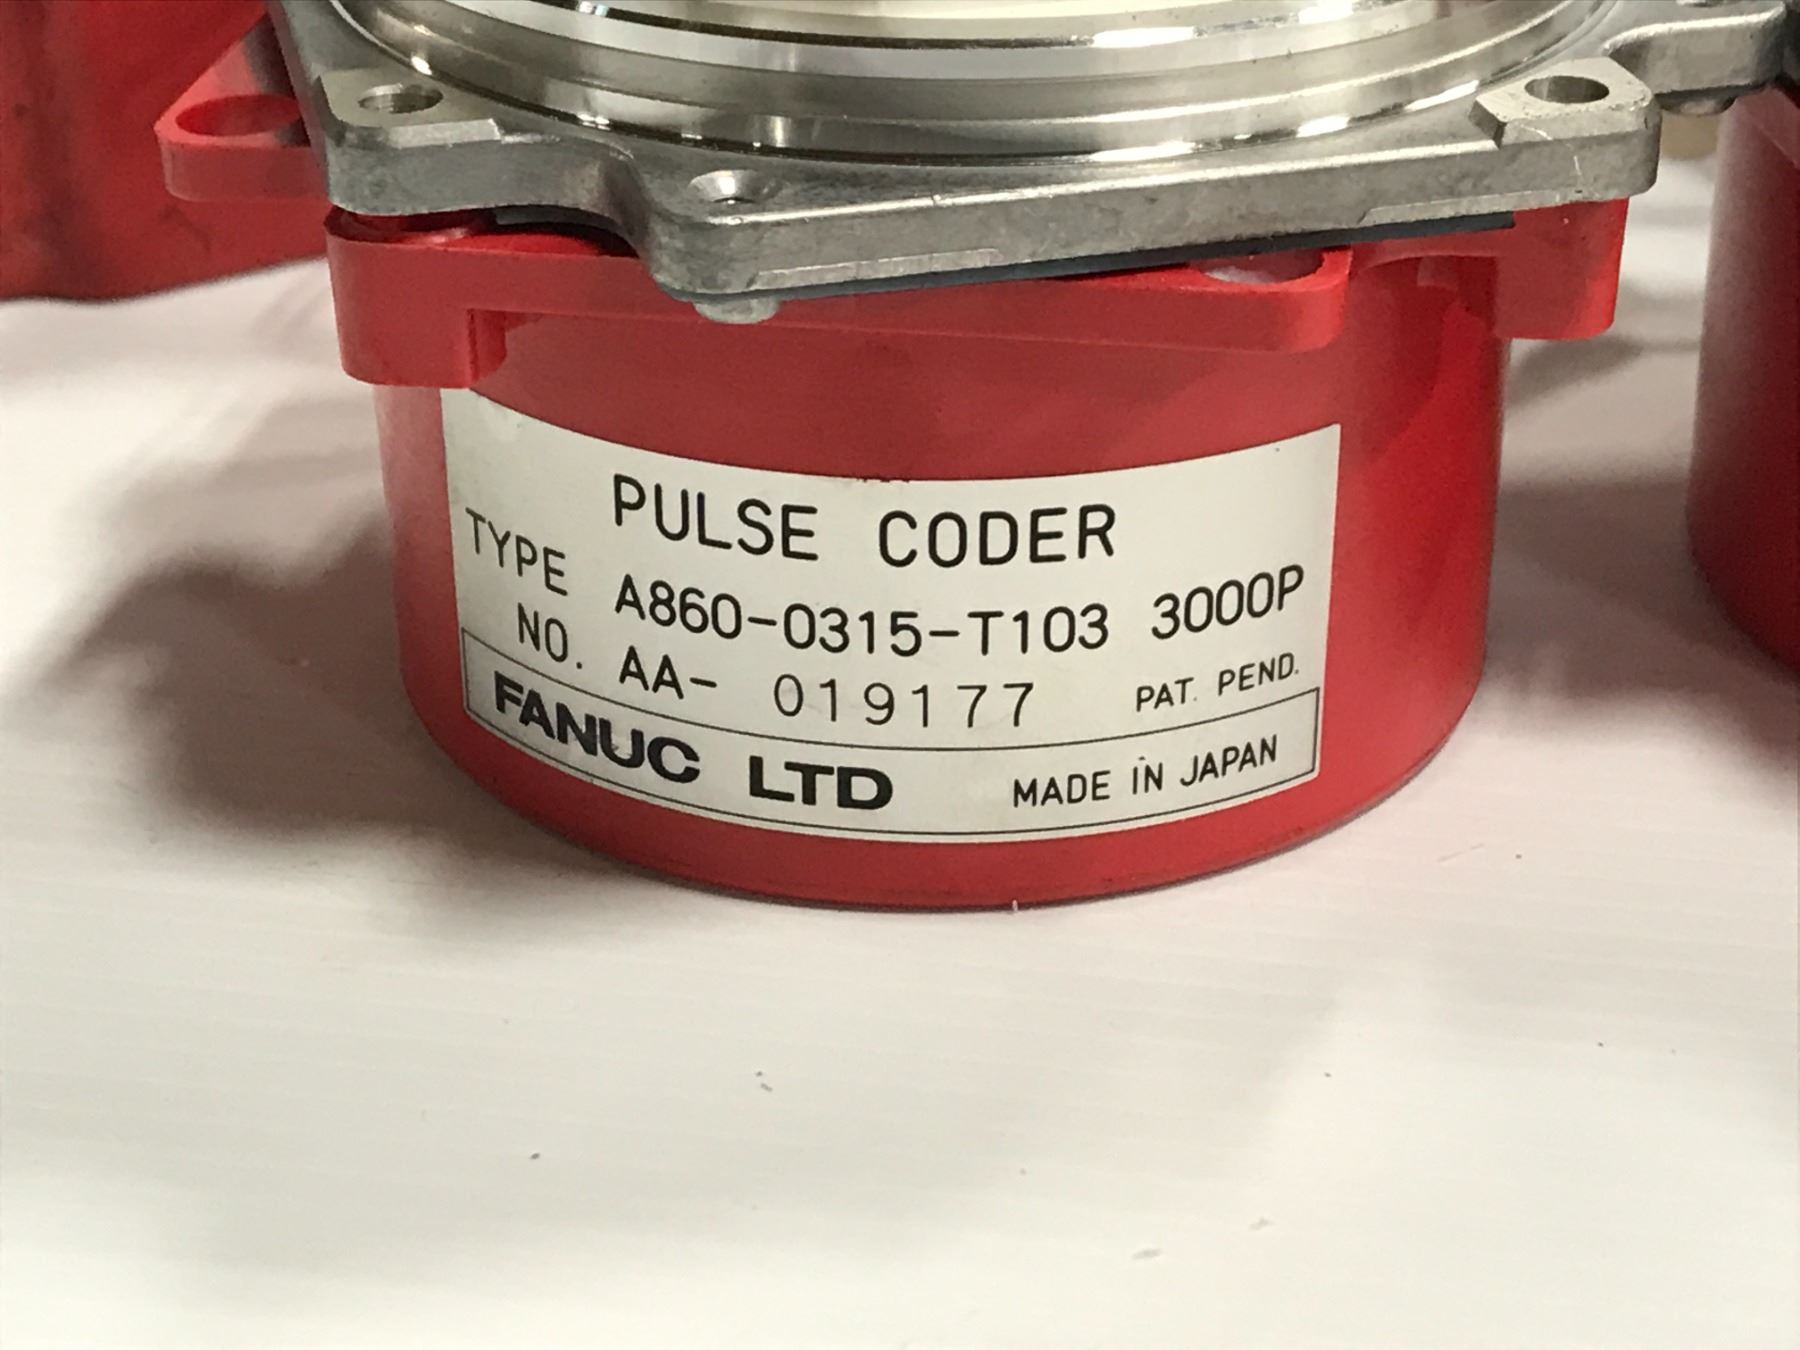 PULSE CODER
TYPE A860-0315-T103 3000P
NO. AA- 019177 PAT. PEND.
FANUC LTD MADE IN JAPAN